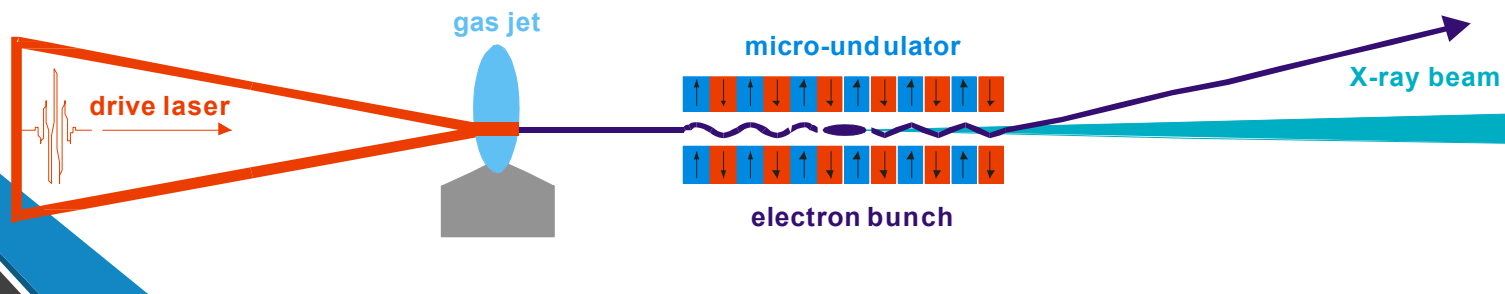 gas jet
micro-undulator
X-ray beam
drive laser
electron bunch